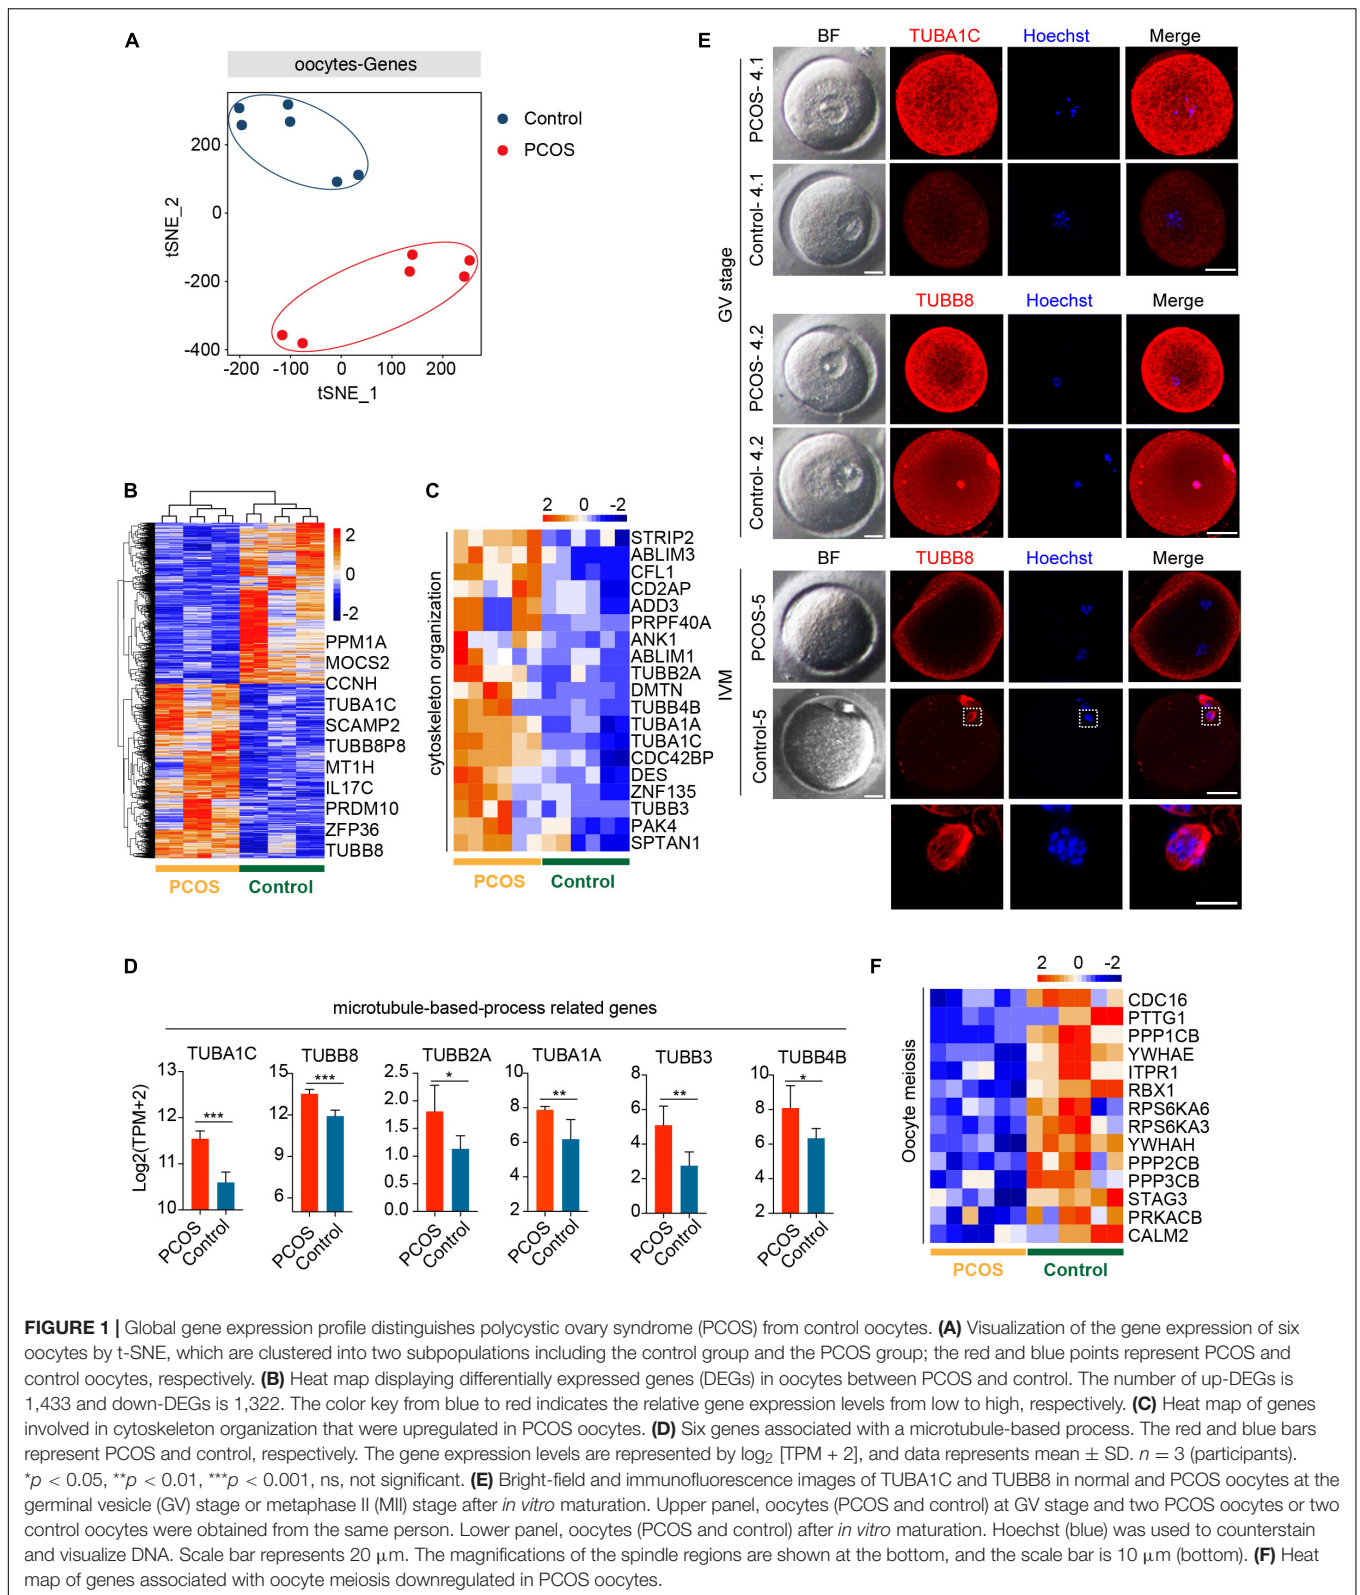 A
oocytes-Genes
Control
PCOS
200
0
-200
-400
-200 -100 0 100 200
tSNE_1
tSNE_2
B
2
0
-2
PPM1A
MOCS2
CCNH
TUBA1C
SCAMP2
TUBB8P8
MT1H
IL17C
PRDM10
ZFP36
TUBB8
PCOS Control
C
2 0 -2
cytoskeleton organization
STRIP2
ABLIM3
CFL1
CD2AP
ADD3
PRPF40A
ANK1
ABLIM1
TUBB2A
DMTN
TUBB4B
TUBA1A
TUBA1C
CDC42BP
DES
ZNF135
TUBB3
PAK4
SPTAN1
PCOS Control
D
microtubule-based-process related genes
Log2(TPM+2)
TUBA1C
13
12
11
10
***
PCOS
Control
TUBB8
15
12
9
6
***
PCOS
Control
TUBB2A
2.5
2.0
1.5
1.0
0.5
0.0
*
PCOS
Control
TUBA1A
10
8
6
4
2
**
PCOS
Control
TUBB3
8
6
4
2
0
**
PCOS
Control
TUBB4B
10
8
6
4
2
*
PCOS
Control
E
BF TUBA1C Hoechst Merge
GV stage
PCOS- 4.1
Control- 4.1
TUBB8 Hoechst Merge
PCOS- 4.2
Control- 4.2
BF TUBB8 Hoechst Merge
IVM
PCOS-5
Control-5
F
2 0 -2
Oocyte meiosis
CDC16
PTTG1
PPP1CB
YWHAE
ITPR1
RBX1
RPS6KA6
RPS6KA3
YWHAH
PPP2CB
PPP3CB
STAG3
PRKACB
CALM2
PCOS Control
FIGURE 1 | Global gene expression profile distinguishes polycystic ovary syndrome (PCOS) from control oocytes. (A) Visualization of the gene expression of six
oocytes by t-SNE, which are clustered into two subpopulations including the control group and the PCOS group; the red and blue points represent PCOS and
control oocytes, respectively. (B) Heat map displaying differentially expressed genes (DEGs) in oocytes between PCOS and control. The number of up-DEGs is
1,433 and down-DEGs is 1,322. The color key from blue to red indicates the relative gene expression levels from low to high, respectively. (C) Heat map of genes
involved in cytoskeleton organization that were upregulated in PCOS oocytes. (D) Six genes associated with a microtubule-based process. The red and blue bars
represent PCOS and control, respectively. The gene expression levels are represented by log₂ [TPM + 2], and data represents mean ± SD. n = 3 (participants).
*p < 0.05, **p < 0.01, ***p < 0.001, ns, not significant. (E) Bright-field and immunofluorescence images of TUBA1C and TUBB8 in normal and PCOS oocytes at the
germinal vesicle (GV) stage or metaphase II (MII) stage after in vitro maturation. Upper panel, oocytes (PCOS and control) at GV stage and two PCOS oocytes or two
control oocytes were obtained from the same person. Lower panel, oocytes (PCOS and control) after in vitro maturation. Hoechst (blue) was used to counterstain
and visualize DNA. Scale bar represents 20 μm. The magnifications of the spindle regions are shown at the bottom, and the scale bar is 10 μm (bottom). (F) Heat
map of genes associated with oocyte meiosis downregulated in PCOS oocytes.